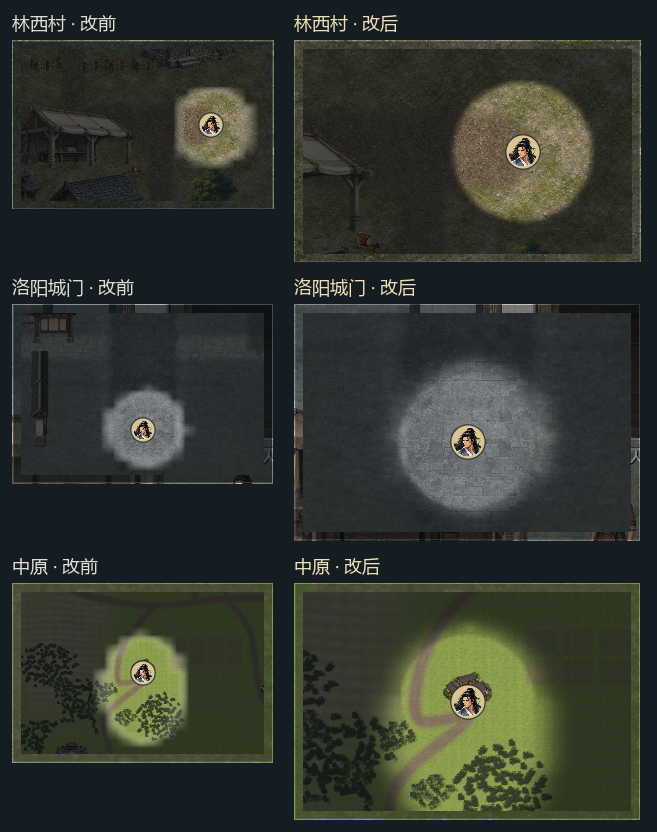 林西村 · 改前
林西村 · 改后
洛阳城门 · 改前
洛阳城门 · 改后
中原 · 改前
中原 · 改后